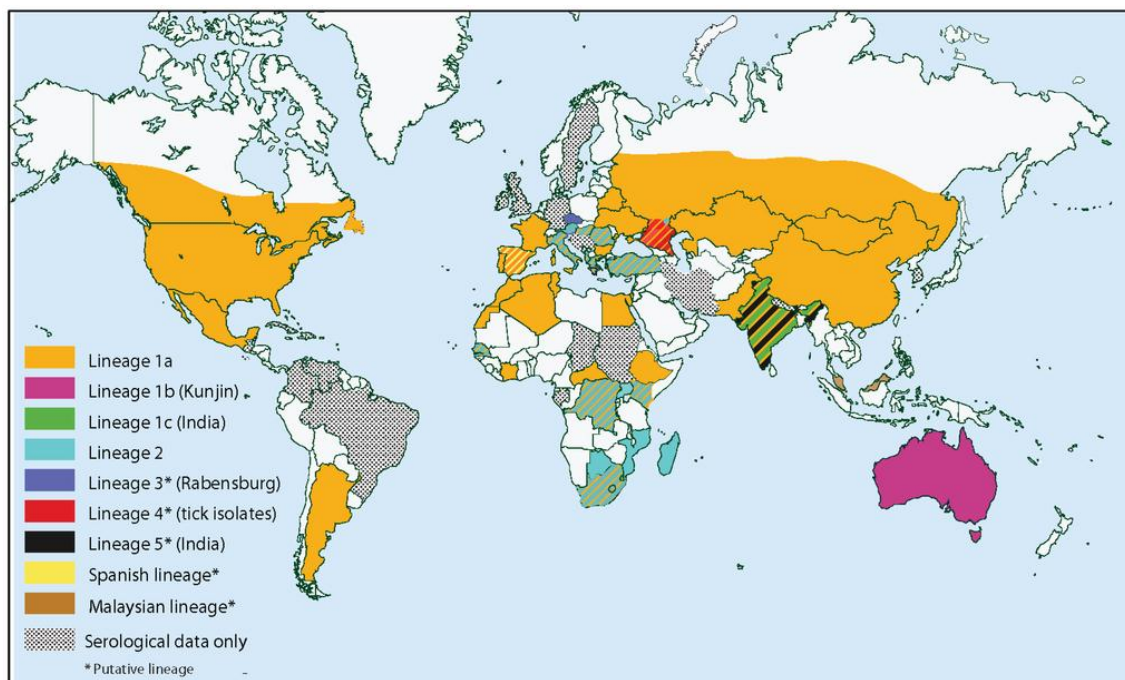 Lineage 1a
Lineage 1b (Kunjin)
Lineage 1c (India)
Lineage 2
Lineage 3* (Rabensburg)
Lineage 4* (tick isolates)
Lineage 5* (India)
Spanish lineage*
Malaysian lineage*
Serological data only
* Putative lineage